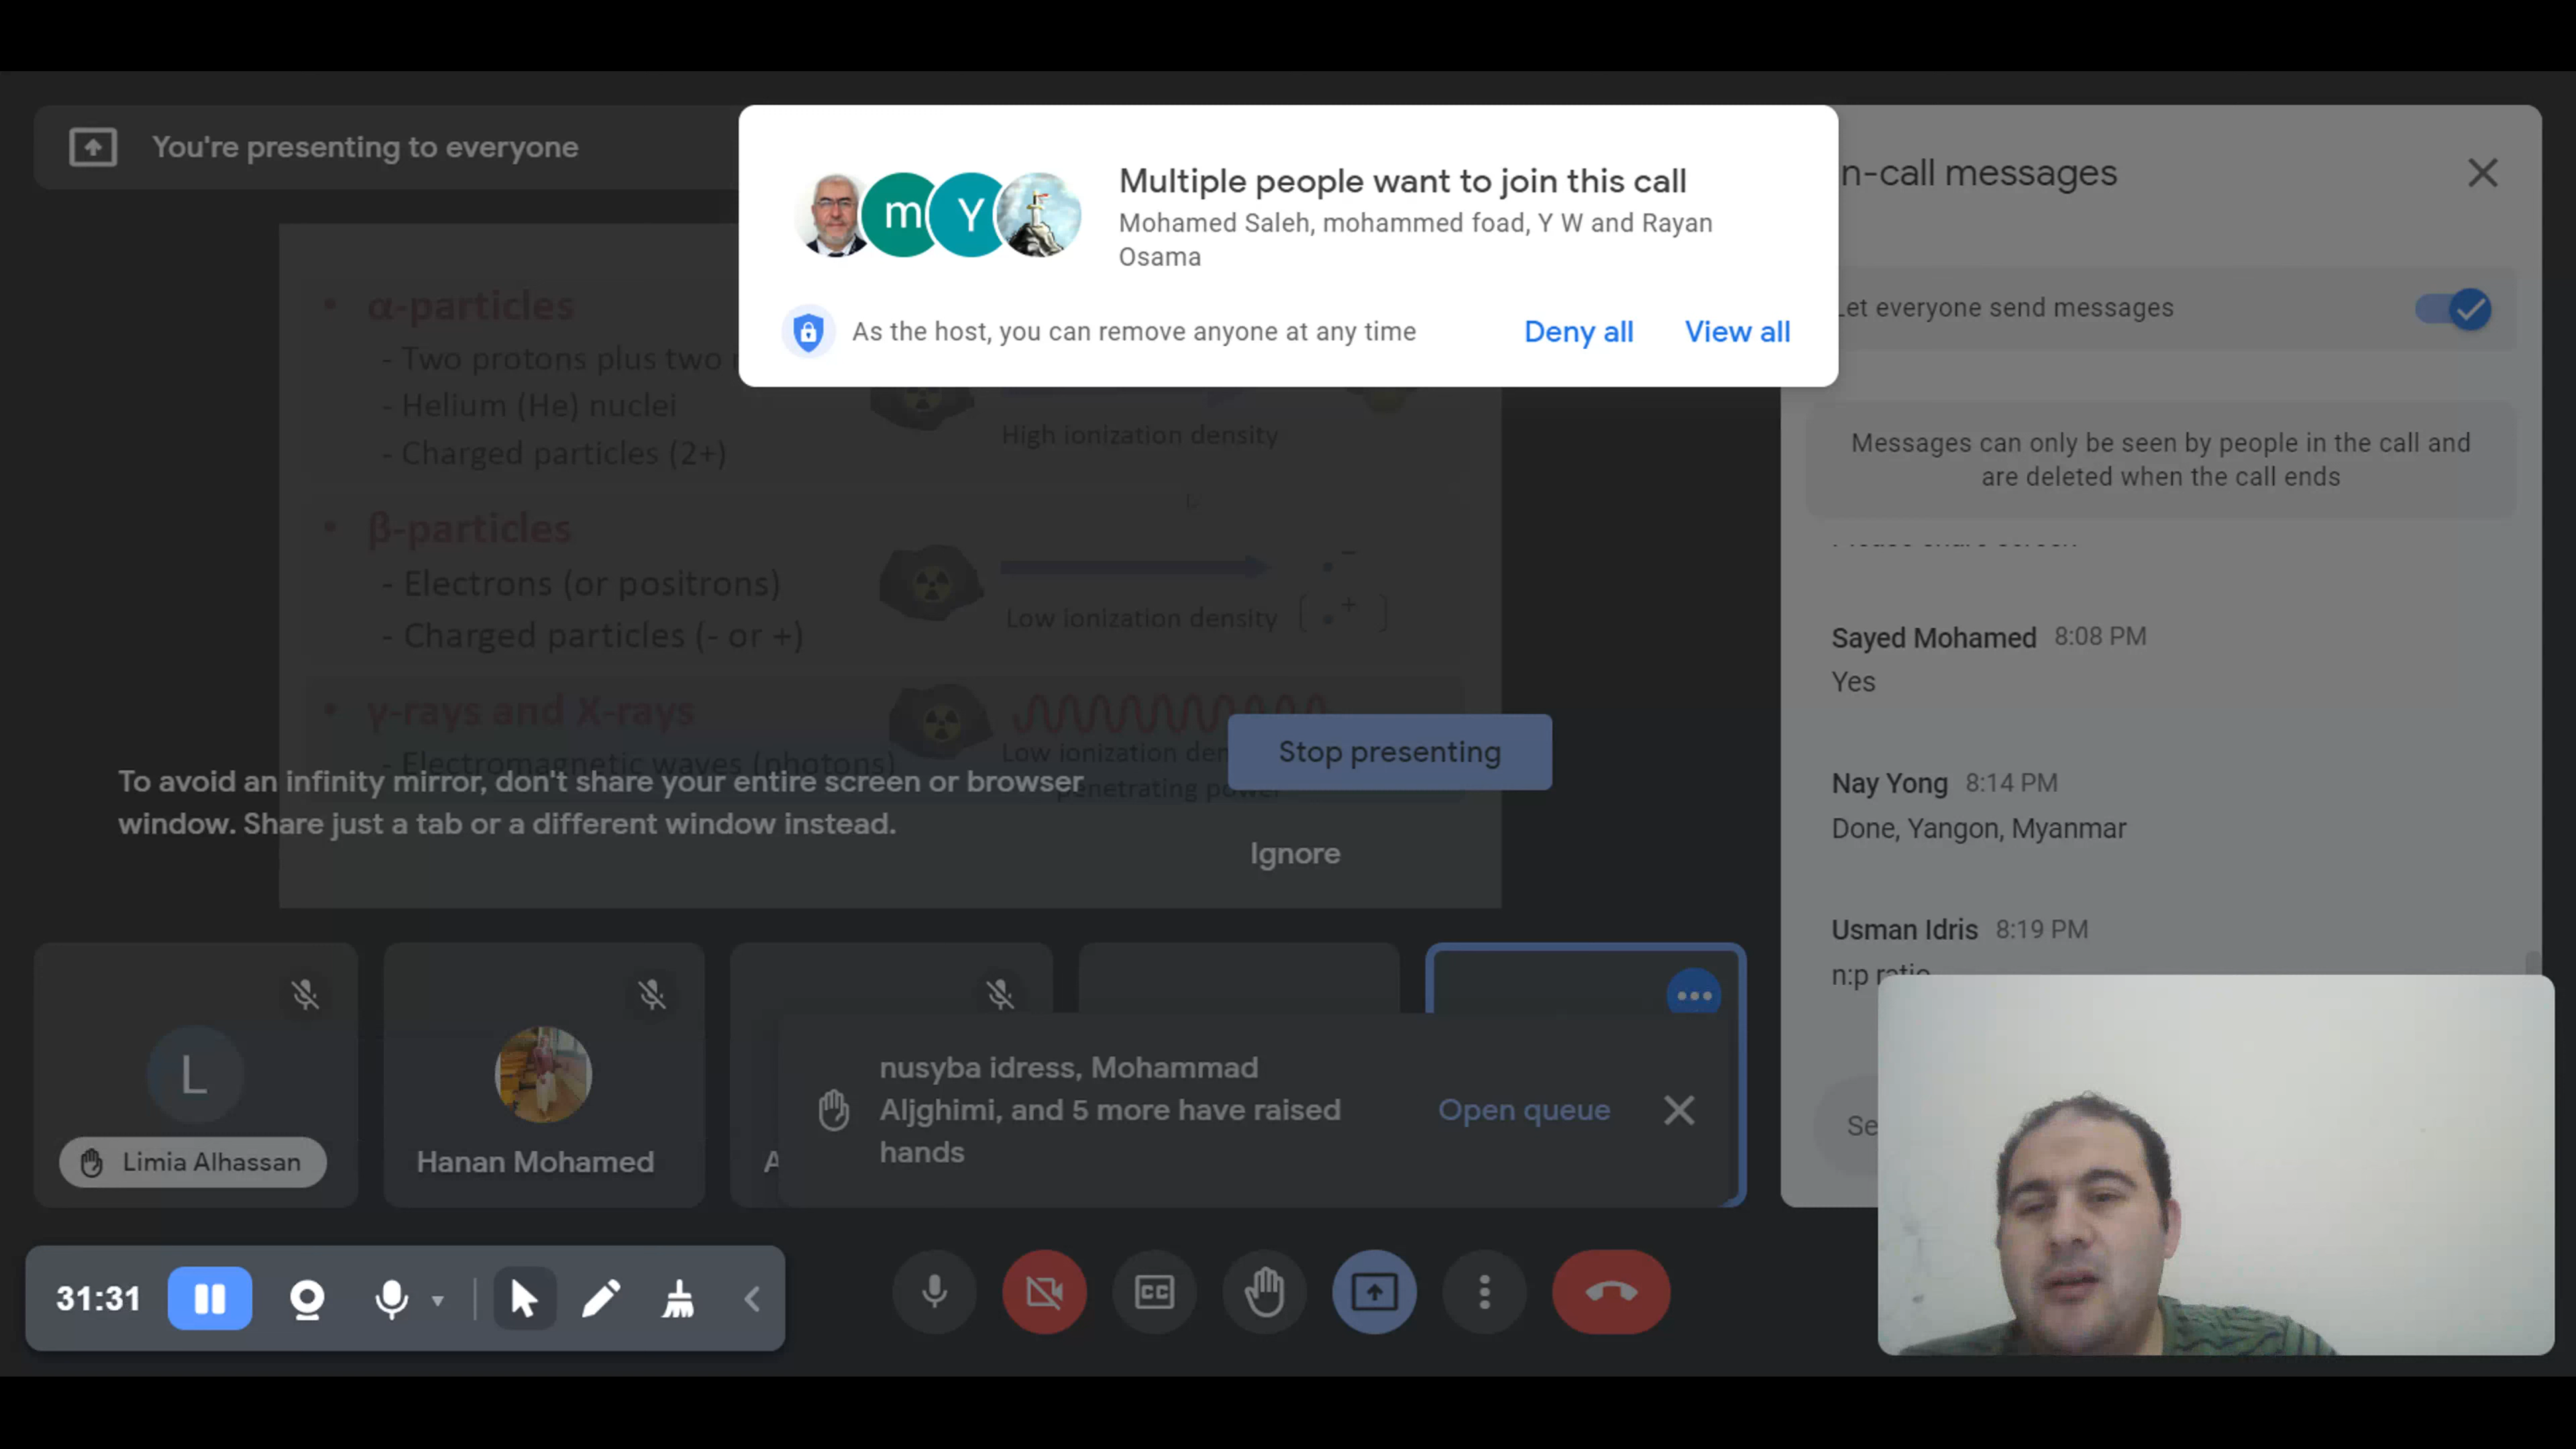 You're presenting to everyone
m
Y
Multiple people want to join this call
Mohamed Saleh, mohammed foad, Y W and Rayan
Osama
As the host, you can remove anyone at any time
Deny all
View all
n-call messages
Let everyone send messages
Messages can only be seen by people in the call and
are deleted when the call ends
Sayed Mohamed 8:08 PM
Yes
Nay Yong 8:14 PM
Done, Yangon, Myanmar
Usman Idris 8:19 PM
n:p ratio
Se
• α-particles
- Two protons plus two
- Helium (He) nuclei
- Charged particles (2+)
High ionization density
• β-particles
- Electrons (or positrons)
- Charged particles (- or +)
Low ionization density
• γ-rays and X-rays
- Electromagnetic waves (photons)
Low ionization den
penetrating power
To avoid an infinity mirror, don't share your entire screen or browser
window. Share just a tab or a different window instead.
Stop presenting
Ignore
L
Limia Alhassan
Hanan Mohamed
A
nusyba idress, Mohammad
Aljghimi, and 5 more have raised
hands
Open queue
31:31
CC